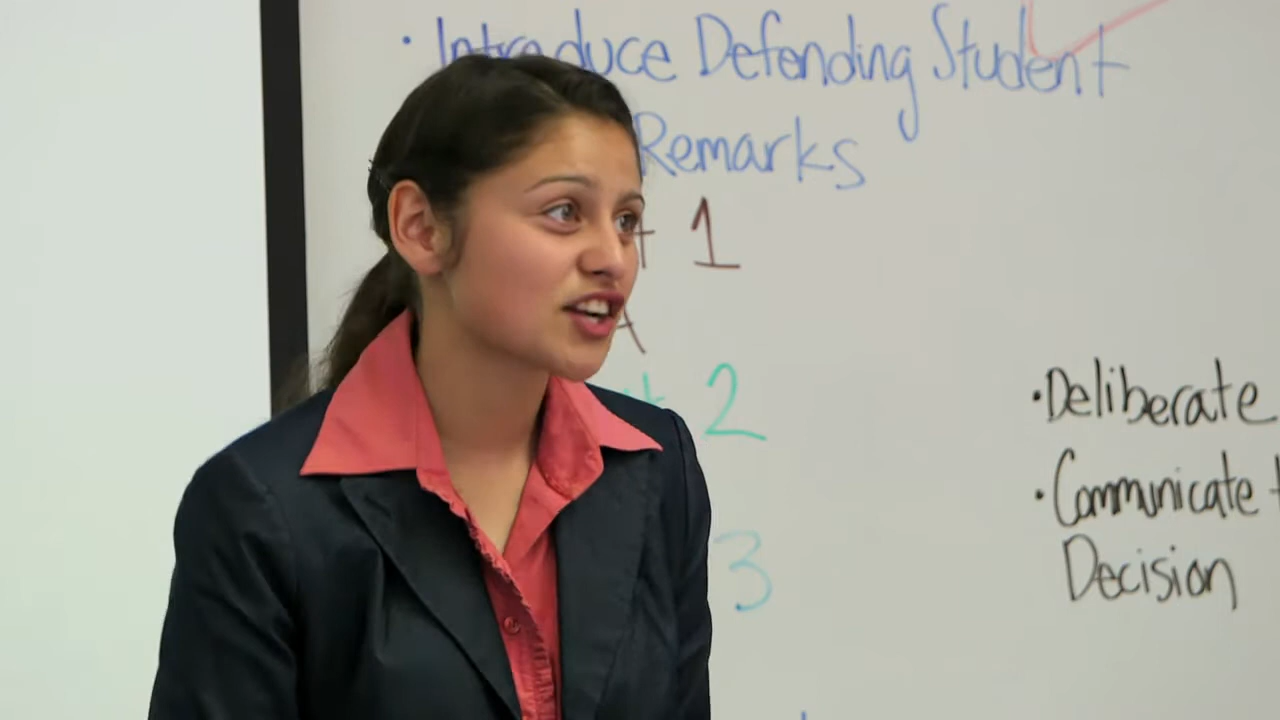 • Introduce Defending Student
Remarks
1
2
3
• Deliberate
• Communicate
Decision